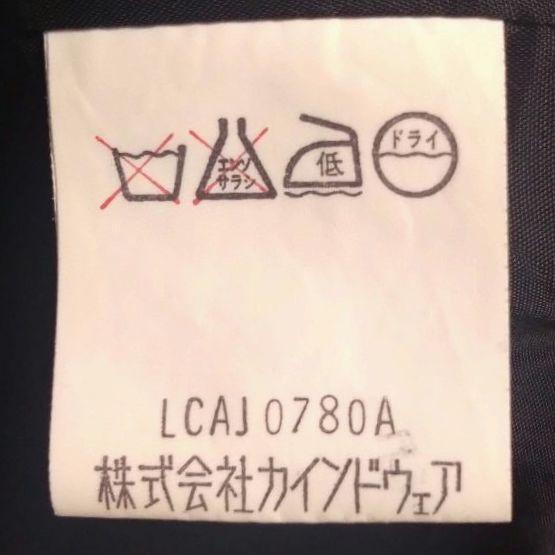 エンソ
サラシ
低
ドライ
LCAJ0780A
株式会社カインドウェア